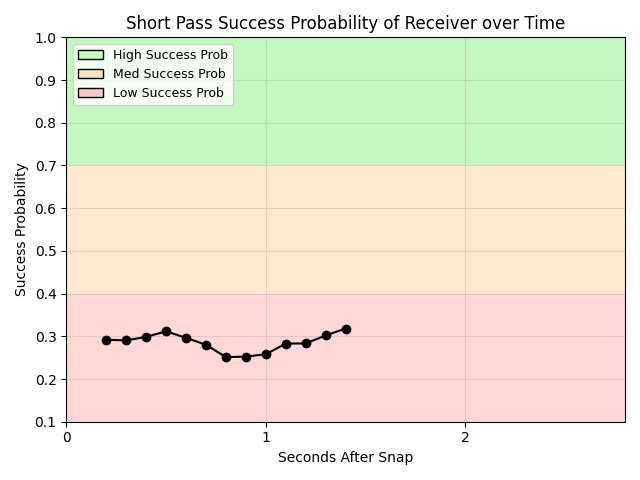 Short Pass Success Probability of Receiver over Time
High Success Prob
Med Success Prob
Low Success Prob
1.0
0.9
0.8
0.7
0.6
0.5
0.4
0.3
0.2
0.1
Success Probability
0 1 2
Seconds After Snap